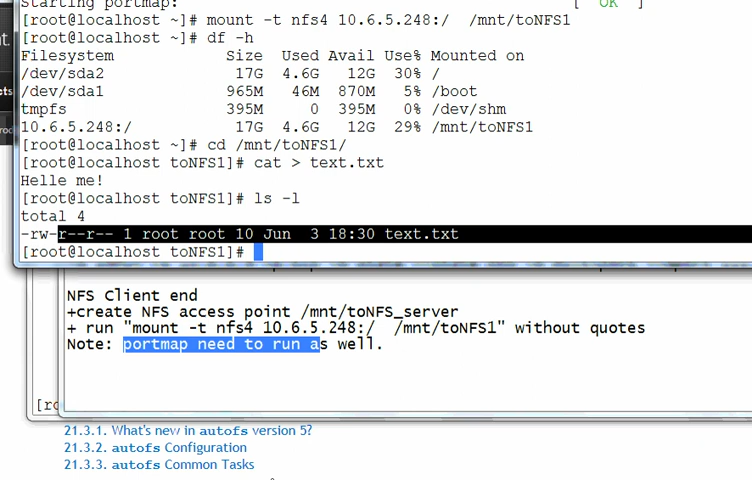 Starting portmap: [ OK ]
[root@localhost ~]# mount -t nfs4 10.6.5.248:/ /mnt/toNFS1
[root@localhost ~]# df -h
Filesystem Size Used Avail Use% Mounted on
/dev/sda2 17G 4.6G 12G 30% /
/dev/sda1 965M 46M 870M 5% /boot
tmpfs 395M 0 395M 0% /dev/shm
10.6.5.248:/ 17G 4.6G 12G 29% /mnt/toNFS1
[root@localhost ~]# cd /mnt/toNFS1/
[root@localhost toNFS1]# cat > text.txt
Helle me!
[root@localhost toNFS1]# ls -l
total 4
-rw-r--r-- 1 root root 10 Jun 3 18:30 text.txt
[root@localhost toNFS1]#
NFS Client end
+create NFS access point /mnt/toNFS_server
+ run "mount -t nfs4 10.6.5.248:/ /mnt/toNFS1" without quotes
Note: portmap need to run as well.
[ro
21.3.1. What's new in autofs version 5?
21.3.2. autofs Configuration
21.3.3. autofs Common Tasks